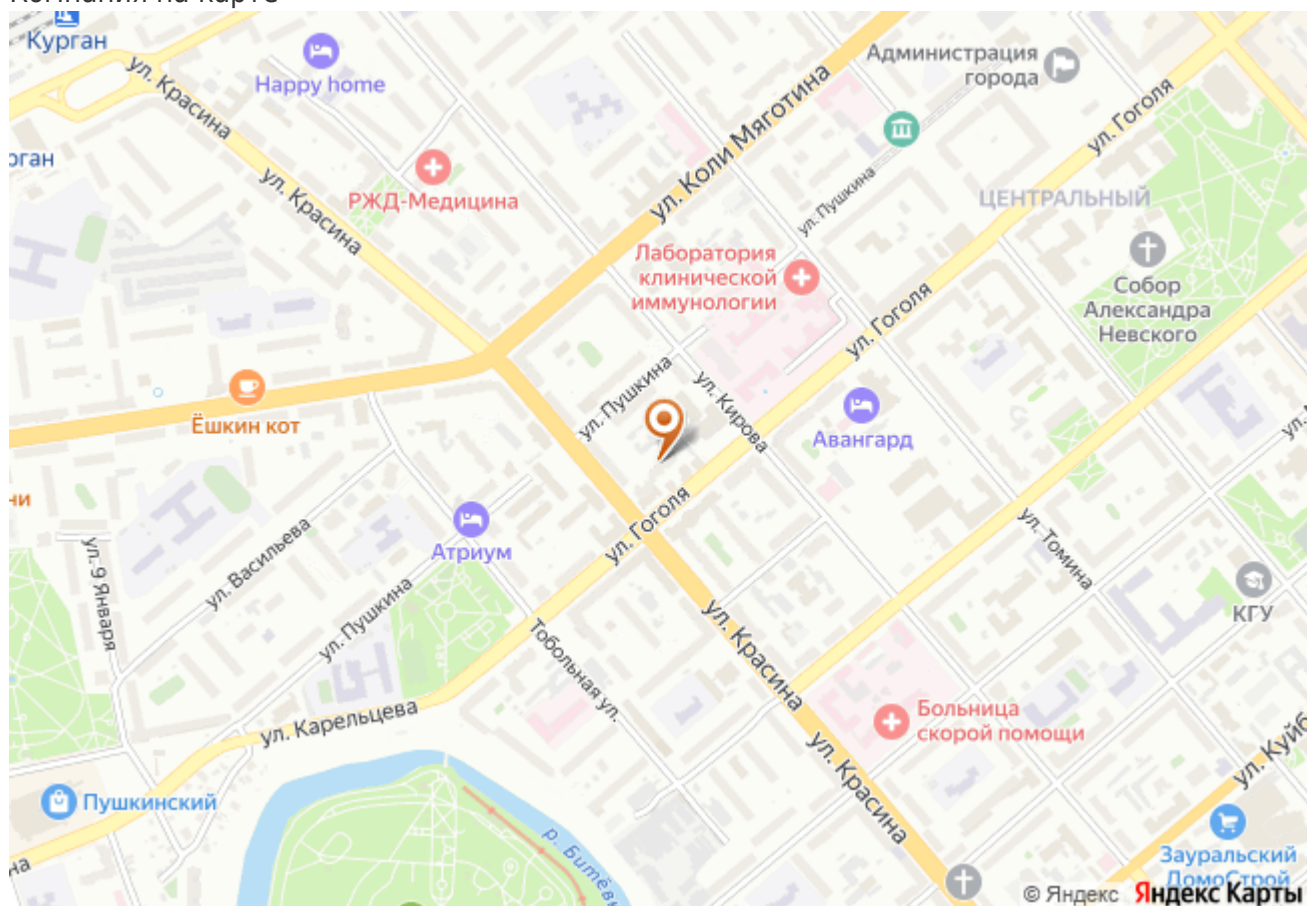 Компания на карте
Курган
Happy home
Администрация
города
ул. Красина
ул. Коли Мяготина
ул. Гоголя
РЖД-Медицина
ул. Красина
ул. Пушкина
ЦЕНТРАЛЬНЫЙ
Лаборатория
клинической
иммунологии
Собор
Александра
Невского
ул. Гоголя
ул. Пушкина
ул. Кирова
Ёшкин кот
Авангард
ул. Гоголя
Атриум
ул. Васильева
ул. 9 Января
ул. Пушкина
ул. Томина
КГУ
Тобольная ул.
ул. Красина
ул. Карельцева
Больница
скорой помощи
ул. Красина
Пушкинский
Зауральский
ДомоСтрой
© Яндекс Яндекс Карты